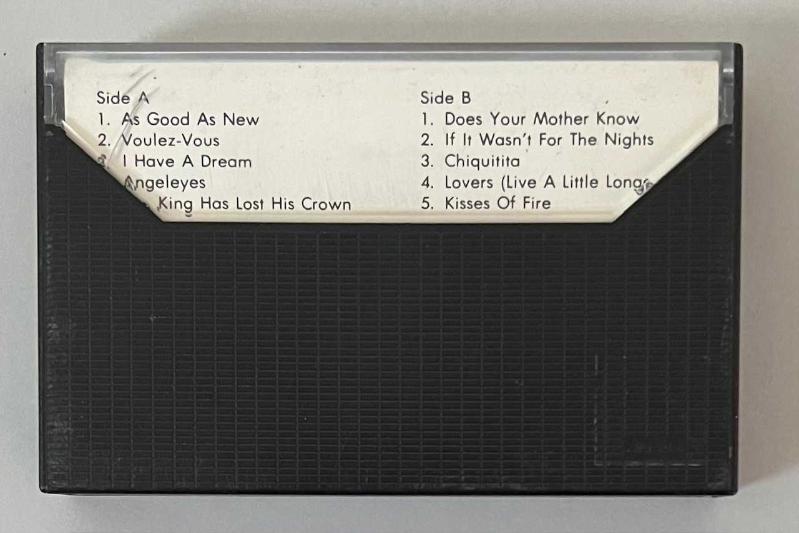 Side A
1. As Good As New
2. Voulez-Vous
I Have A Dream
Angeleyes
King Has Lost His Crown
Side B
1. Does Your Mother Know
2. If It Wasn't For The Nights
3. Chiquitita
4. Lovers (Live A Little
5. Kisses Of Fire